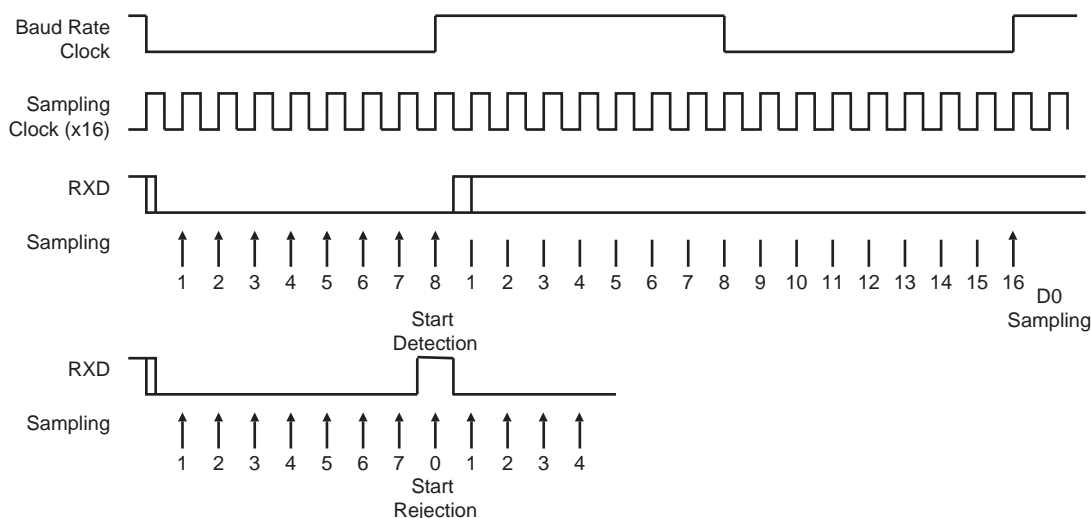 Baud Rate
Clock
Sampling
Clock (x16)
RXD
Sampling
1 2 3 4 5 6 7 8 1 2 3 4 5 6 7 8 9 10 11 12 13 14 15 16
D0
Sampling
Start
Detection
RXD
Sampling
1 2 3 4 5 6 7 0 1 2 3 4
Start
Rejection